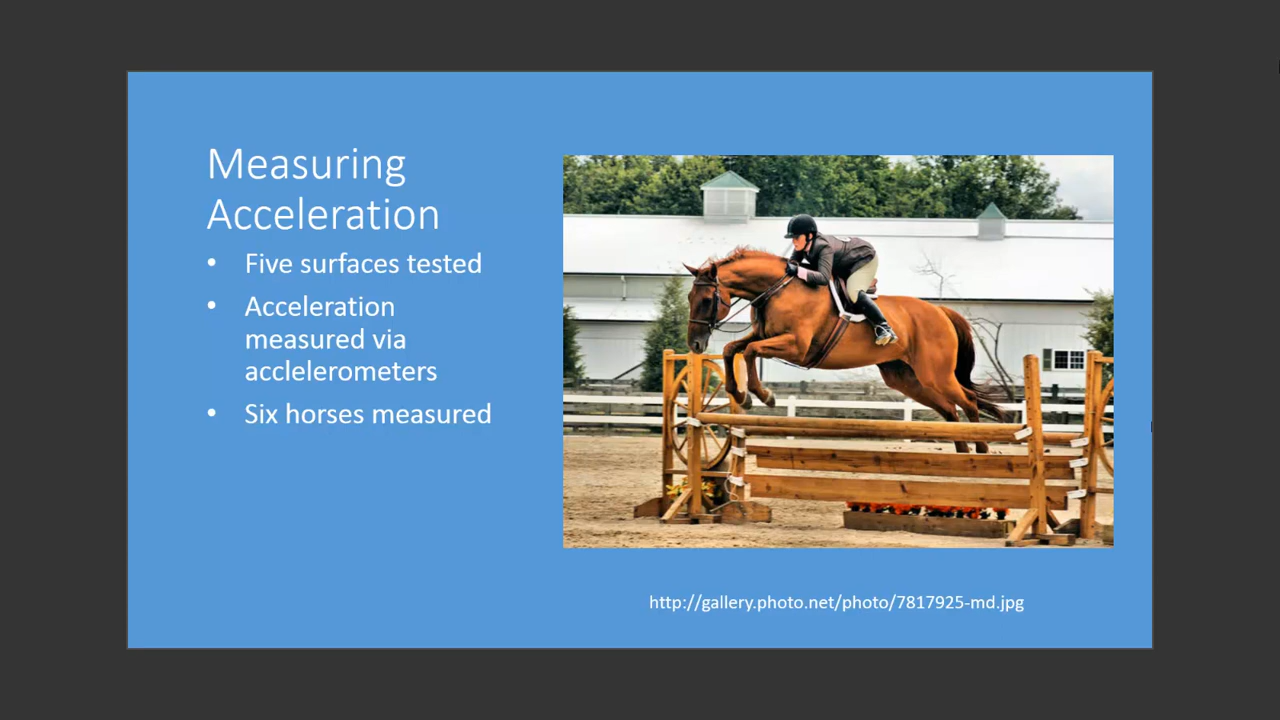 Measuring
Acceleration
• Five surfaces tested
• Acceleration
measured via
acclelerometers
• Six horses measured
http://gallery.photo.net/photo/7817925-md.jpg